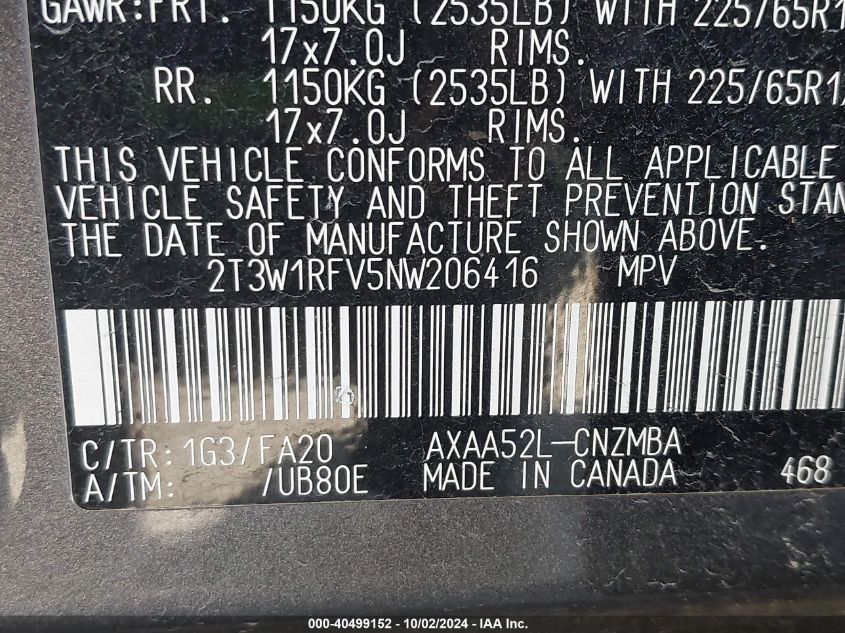 GAWR:FRT. 1150KG (2535LB) WITH 225/65R1
17x7.0J RIMS.
RR. 1150KG (2535LB) WITH 225/65R1
17x7.0J RIMS.
THIS VEHICLE CONFORMS TO ALL APPLICABLE
VEHICLE SAFETY AND THEFT PREVENTION STAN
THE DATE OF MANUFACTURE SHOWN ABOVE.
2T3W1RFV5NW206416 MPV
C/TR: 1G3/FA20 AXAA52L-CNZMBA
A/TM: /UB80E MADE IN CANADA 468
000-40499152 - 10/02/2024 - IAA Inc.